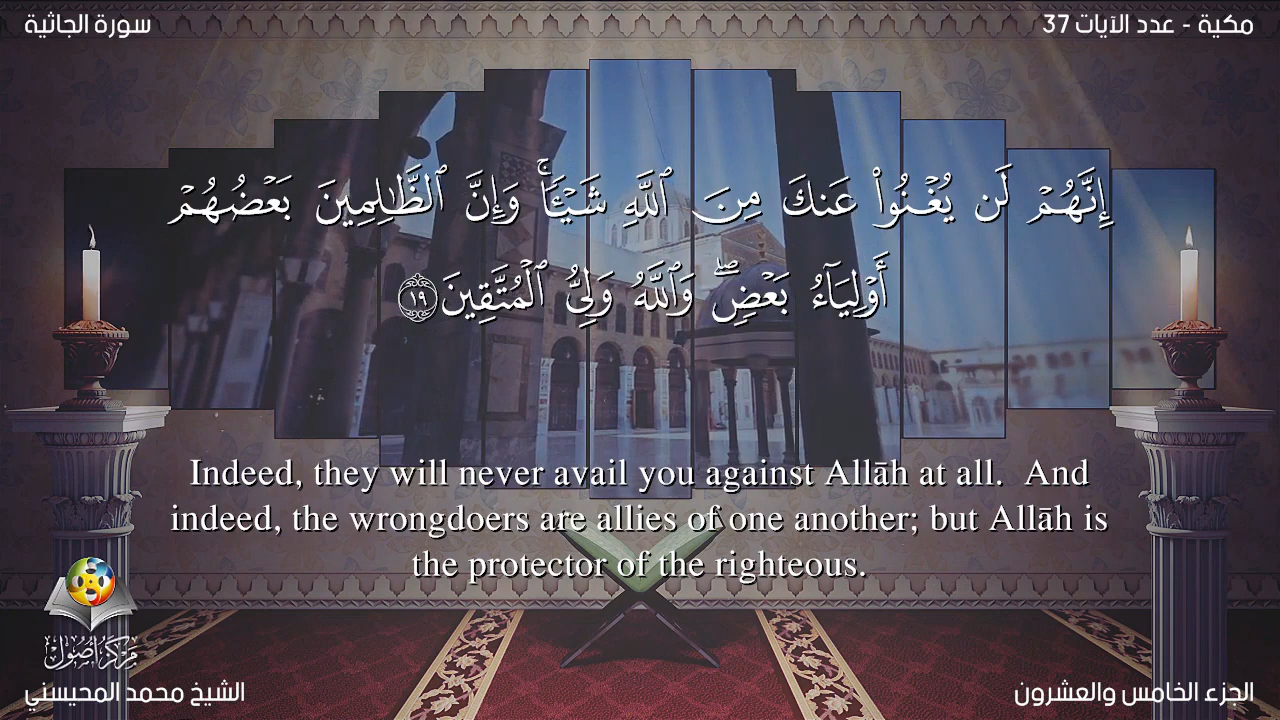 سورة الجاثية
مكية - عدد الآيات 37
إِنَّهُمْ لَن يُغْنُوا۟ عَنكَ مِنَ ٱللَّهِ شَيْـًٔا ۚ وَإِنَّ ٱلظَّـٰلِمِينَ بَعْضُهُمْ
أَوْلِيَآءُ بَعْضٍ ۖ وَٱللَّهُ وَلِىُّ ٱلْمُتَّقِينَ ١٩
Indeed, they will never avail you against Allāh at all. And
indeed, the wrongdoers are allies of one another; but Allāh is
the protector of the righteous.
مركز أصول
الشيخ محمد المحيسني
الجزء الخامس والعشرون